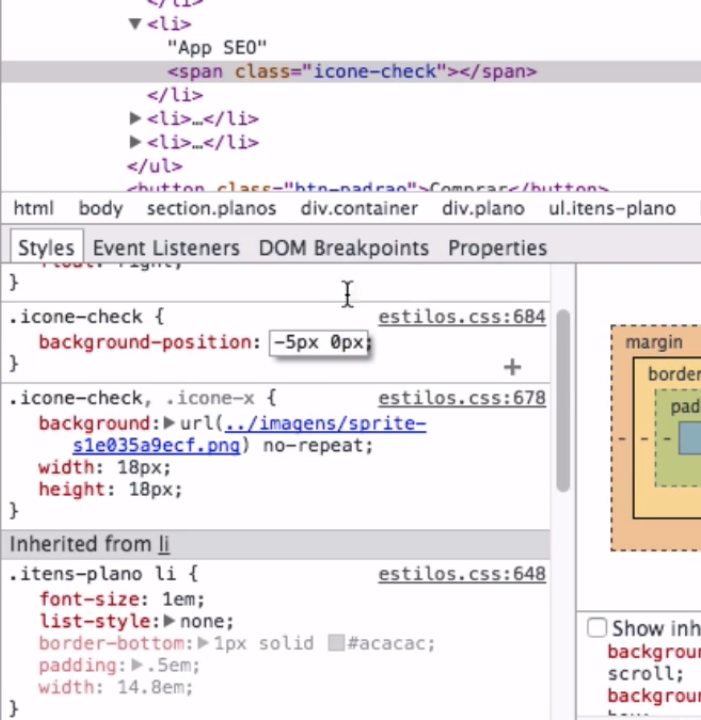 </li>
▼<li>
"App SEO"
<span class="icone-check"></span>
</li>
▶<li>…</li>
▶<li>…</li>
</ul>
<button class="btn-padrao">Comprar</button>
html body section.planos div.container div.plano ul.itens-plano
Styles Event Listeners DOM Breakpoints Properties
float: right;
}
.icone-check { estilos.css:684
background-position: -5px 0px;
} +
.icone-check, .icone-x { estilos.css:678
background:▶url(../imagens/sprite-
s1e035a9ecf.png) no-repeat;
width: 18px;
height: 18px;
}
Inherited from li
.itens-plano li { estilos.css:648
font-size: 1em;
list-style:▶none;
border-bottom:▶1px solid #acacac;
padding:▶.5em;
width: 14.8em;
}
margin
border
pad
- - -
Show inh
backgroun
scroll;
backgroun